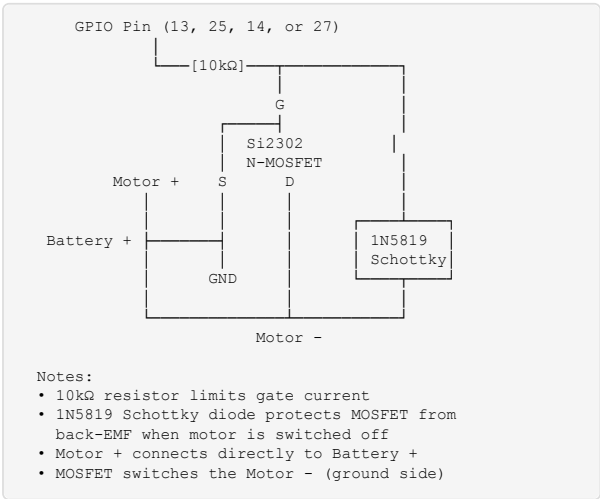 GPIO Pin (13, 25, 14, or 27)
[10kΩ]
G
Si2302
N-MOSFET
Motor + S D
Battery + 1N5819
Schottky
GND
Motor -
Notes:
• 10kΩ resistor limits gate current
• 1N5819 Schottky diode protects MOSFET from
back-EMF when motor is switched off
• Motor + connects directly to Battery +
• MOSFET switches the Motor - (ground side)